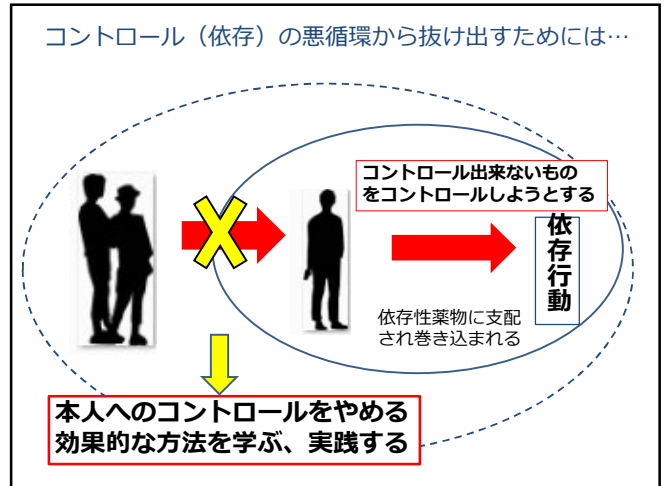 コントロール（依存）の悪循環から抜け出すためには…
コントロール出来ないもの
をコントロールしようとする
依存行動
依存性薬物に支配
され巻き込まれる
本人へのコントロールをやめる
効果的な方法を学ぶ、実践する